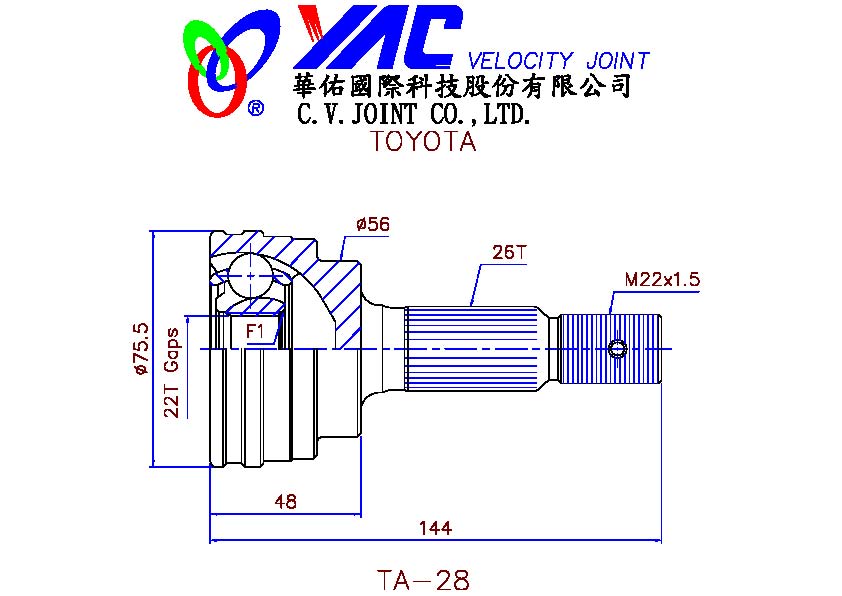 YAC VELOCITY JOINT
®
華佑國際科技股份有限公司
C.V.JOINT CO.,LTD.
TOYOTA
ø56
26T
M22x1.5
F1
ø75.5
22T Gaps
48
144
TA-28